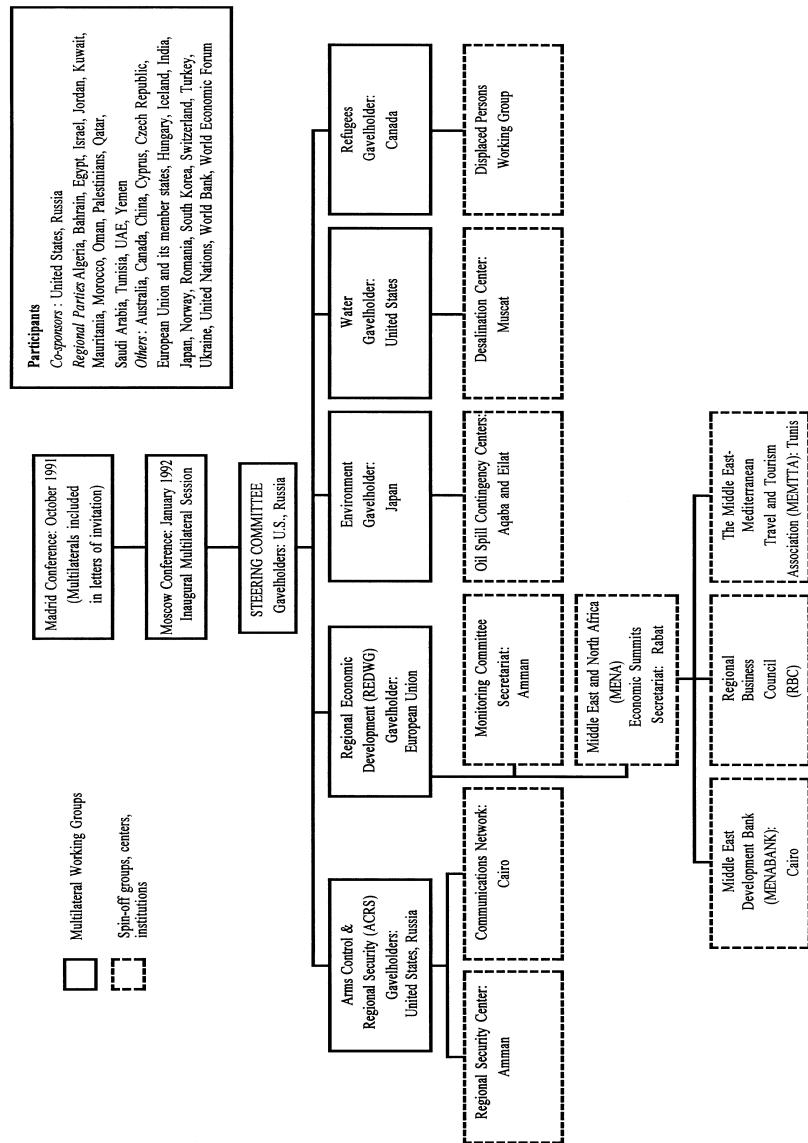 Multilateral Working Groups
Spin-off groups, centers,
institutions
Madrid Conference: October 1991
(Multilaterals included
in letters of invitation)
Moscow Conference: January 1992
Inaugural Multilateral Session
STEERING COMMITTEE
Gavelholders: U.S., Russia
Participants
Co-sponsors : United States, Russia
Regional Parties Algeria, Bahrain, Egypt, Israel, Jordan, Kuwait,
Mauritania, Morocco, Oman, Palestinians, Qatar,
Saudi Arabia, Tunisia, UAE, Yemen
Others : Australia, Canada, China, Cyprus, Czech Republic,
European Union and its member states, Hungary, Iceland, India,
Japan, Norway, Romania, South Korea, Switzerland, Turkey,
Ukraine, United Nations, World Bank, World Economic Forum
Arms Control &
Regional Security (ACRS)
Gavelholders:
United States, Russia
Regional Economic
Development (REDWG)
Gavelholder:
European Union
Environment
Gavelholder:
Japan
Water
Gavelholder:
United States
Refugees
Gavelholder:
Canada
Regional Security Center:
Amman
Communications Network:
Cairo
Monitoring Committee
Secretariat:
Amman
Oil Spill Contingency Centers:
Aqaba and Eilat
Desalination Center:
Muscat
Displaced Persons
Working Group
Middle East and North Africa
(MENA)
Economic Summits
Secretariat: Rabat
Middle East
Development Bank
(MENABANK):
Cairo
Regional
Business
Council
(RBC)
The Middle East-
Mediterranean
Travel and Tourism
Association (MEMTTA): Tunis